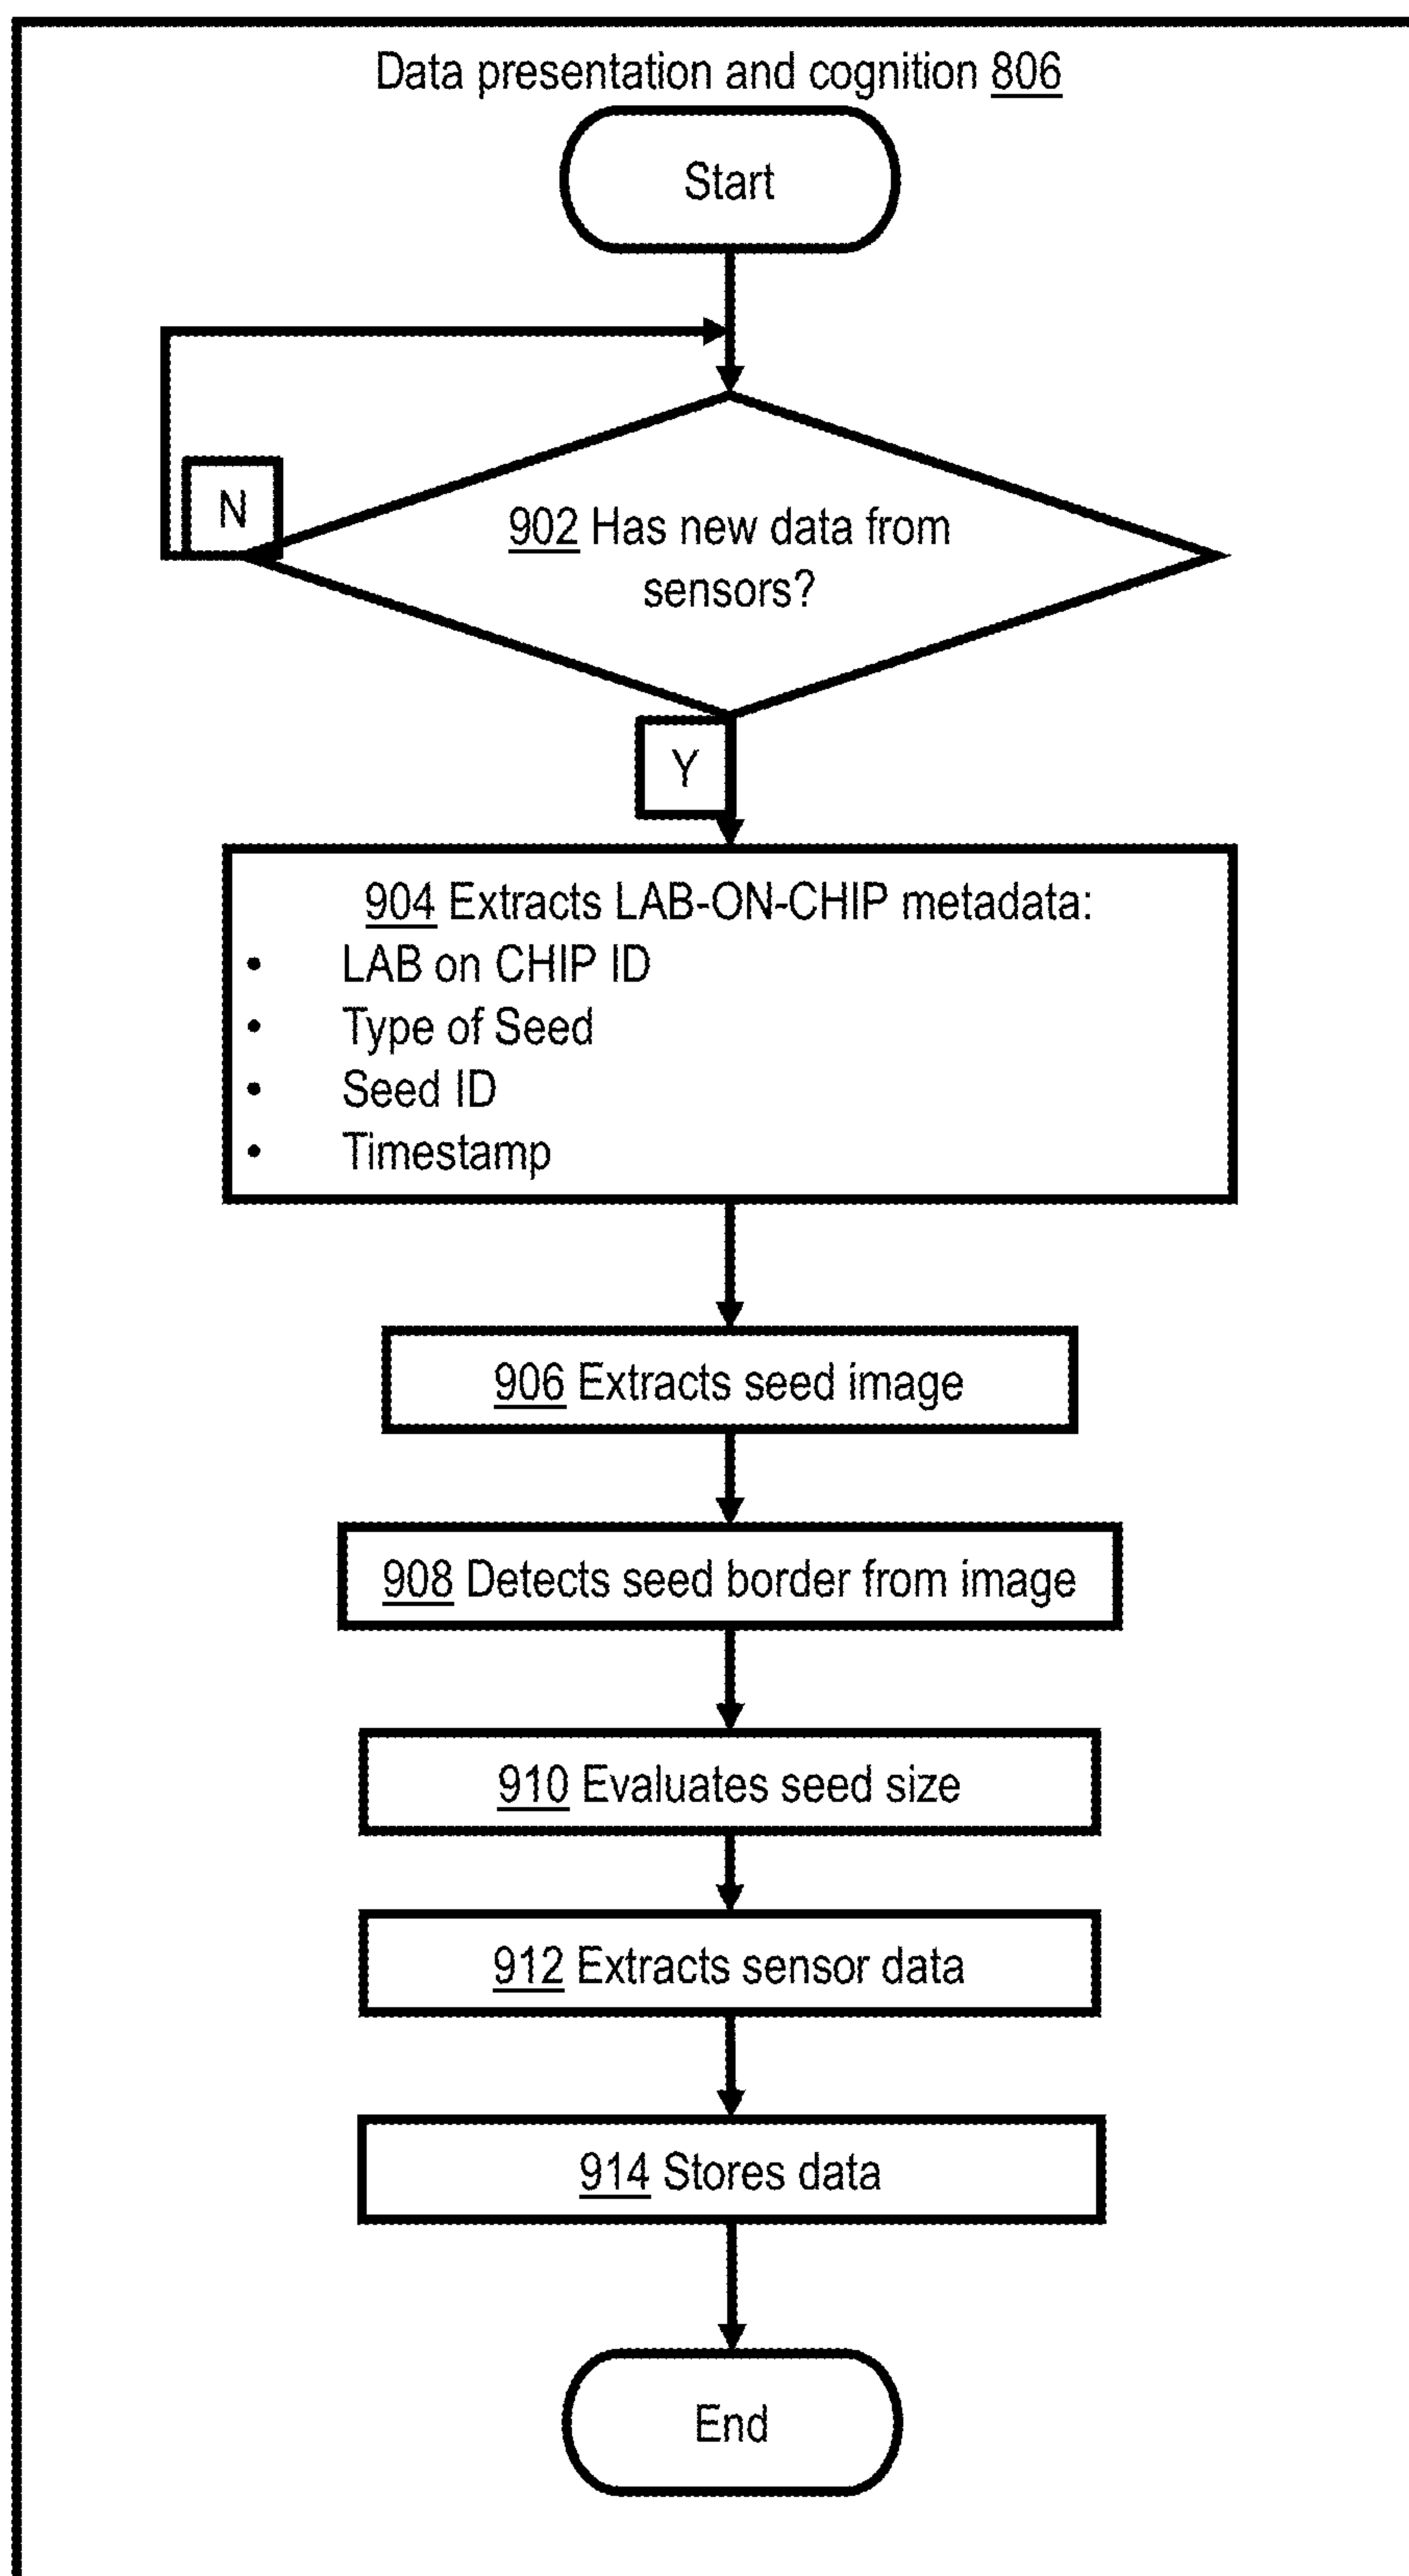 Data presentation and cognition 806
Start
N
902 Has new data from
sensors?
Y
904 Extracts LAB-ON-CHIP metadata:
• LAB on CHIP ID
• Type of Seed
• Seed ID
• Timestamp
906 Extracts seed image
908 Detects seed border from image
910 Evaluates seed size
912 Extracts sensor data
914 Stores data
End